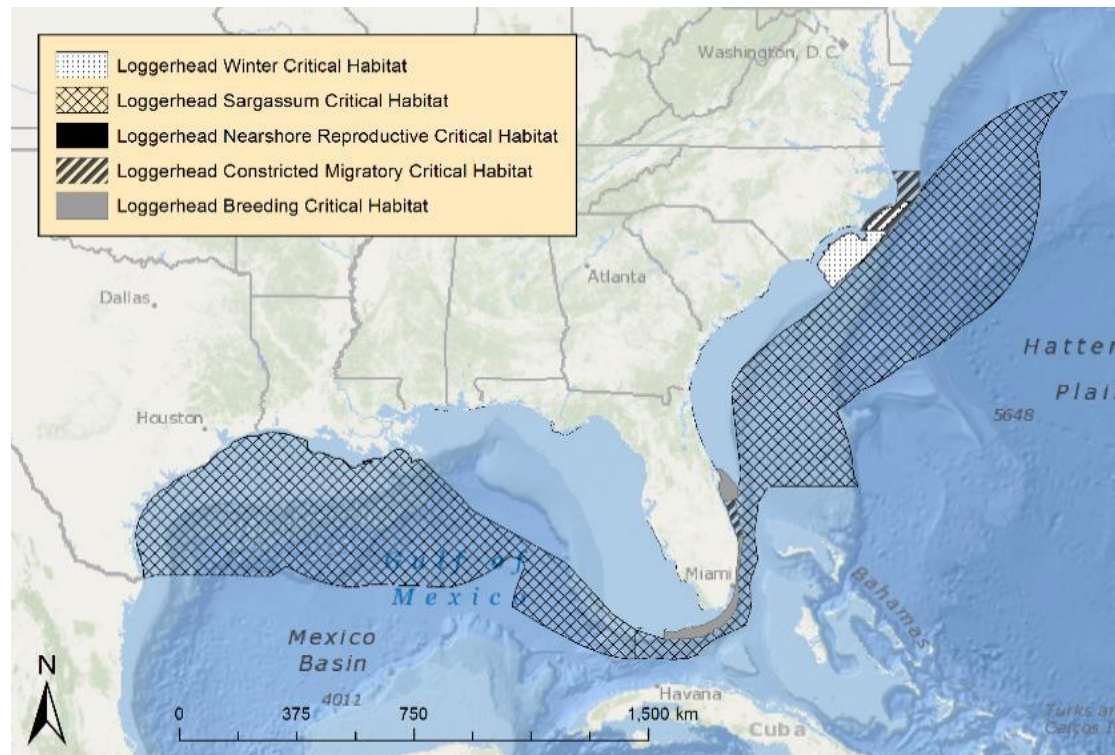 Washington, D.C.
Loggerhead Winter Critical Habitat
Loggerhead Sargassum Critical Habitat
Loggerhead Nearshore Reproductive Critical Habitat
Loggerhead Constricted Migratory Critical Habitat
Loggerhead Breeding Critical Habitat
Atlanta
Dallas
Hatter
Plai
5648
Houston
Gulf of
Mexico
Miami
Bahamas
Mexico
Basin
4011
Havana
Cuba
N
0 375 750 1,500 km